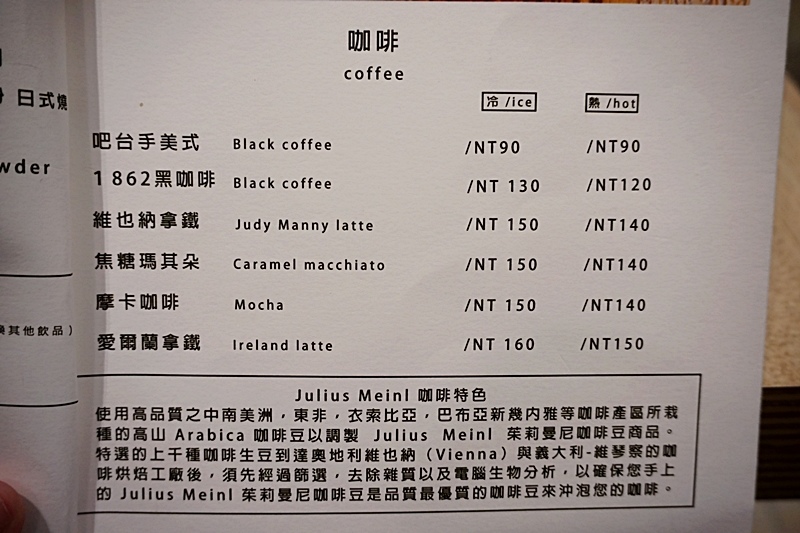 咖啡
coffee
冷 /ice 熱 /hot
吧台手美式 Black coffee /NT90 /NT90
1862黑咖啡 Black coffee /NT 130 /NT120
維也納拿鐵 Judy Manny latte /NT 150 /NT140
焦糖瑪其朵 Caramel macchiato /NT 150 /NT140
摩卡咖啡 Mocha /NT 150 /NT140
愛爾蘭拿鐵 Ireland latte /NT 160 /NT150
Julius Meinl 咖啡特色
使用高品質之中南美洲，東非，衣索比亞，巴布亞新幾內雅等咖啡產區所栽
種的高山 Arabica 咖啡豆以調製 Julius Meinl 茱莉曼尼咖啡豆商品。
特選的上千種咖啡生豆到達奧地利維也納（Vienna）與義大利-維琴察的咖
啡烘焙工廠後，須先經過篩選，去除雜質以及電腦生物分析，以確保您手上
的 Julius Meinl 茱莉曼尼咖啡豆是品質最優質的咖啡豆來沖泡您的咖啡。
日式燒
wder
換其他飲品）